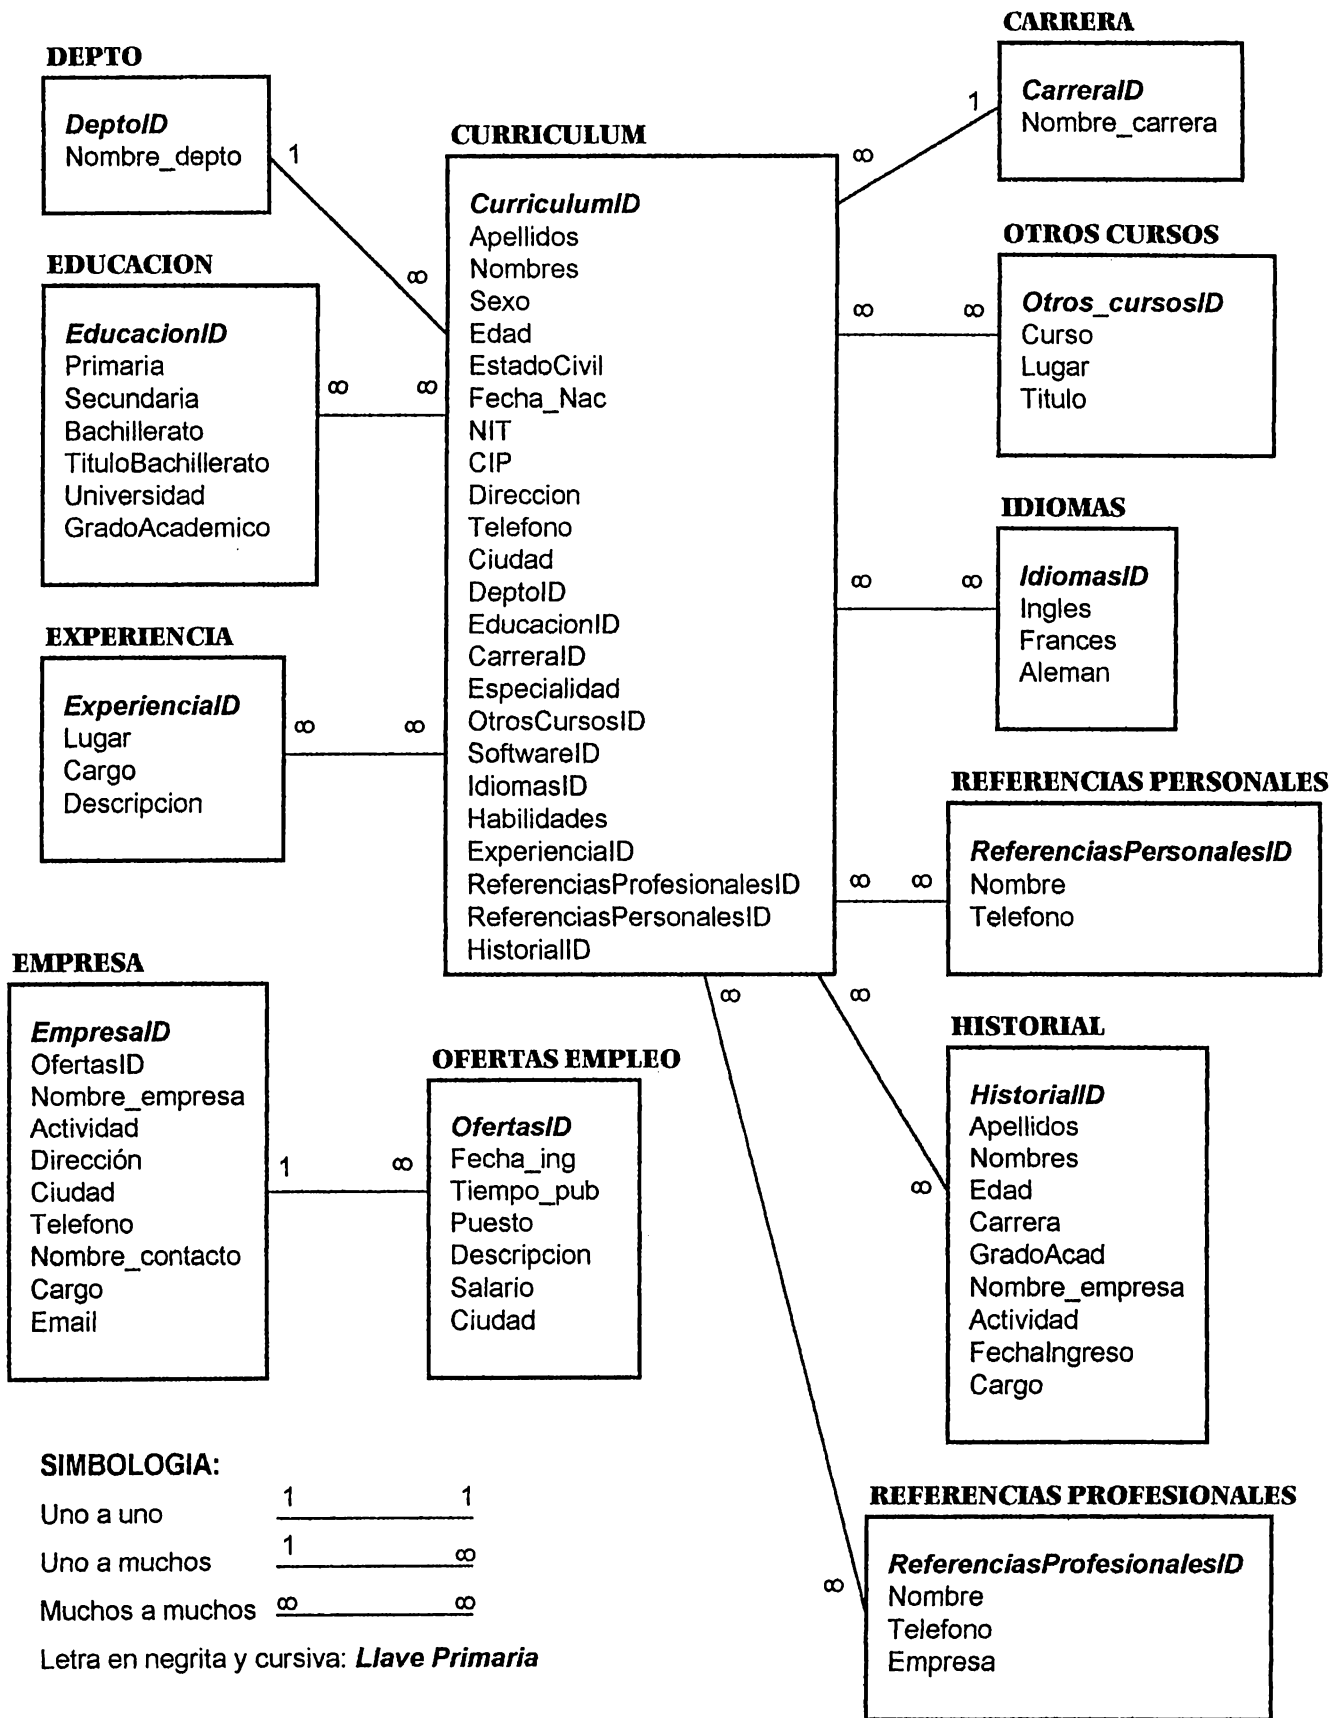 DEPTO
DeptoID
Nombre_depto
1
∞
EDUCACION
EducacionID
Primaria
Secundaria
Bachillerato
TituloBachillerato
Universidad
GradoAcademico
∞ ∞
EXPERIENCIA
ExperienciaID
Lugar
Cargo
Descripcion
∞ ∞
CURRICULUM
CurriculumID
Apellidos
Nombres
Sexo
Edad
EstadoCivil
Fecha_Nac
NIT
CIP
Direccion
Telefono
Ciudad
DeptoID
EducacionID
CarreraID
Especialidad
OtrosCursosID
SoftwareID
IdiomasID
Habilidades
ExperienciaID
ReferenciasProfesionalesID
ReferenciasPersonalesID
HistorialID
CARRERA
CarreraID
Nombre_carrera
1
∞
OTROS CURSOS
Otros_cursosID
Curso
Lugar
Titulo
∞ ∞
IDIOMAS
IdiomasID
Ingles
Frances
Aleman
∞ ∞
REFERENCIAS PERSONALES
ReferenciasPersonalesID
Nombre
Telefono
∞ ∞
EMPRESA
EmpresaID
OfertasID
Nombre_empresa
Actividad
Dirección
Ciudad
Telefono
Nombre_contacto
Cargo
Email
1 ∞
OFERTAS EMPLEO
OfertasID
Fecha_ing
Tiempo_pub
Puesto
Descripcion
Salario
Ciudad
∞ ∞
HISTORIAL
HistorialID
Apellidos
Nombres
Edad
Carrera
GradoAcad
Nombre_empresa
Actividad
FechaIngreso
Cargo
∞
REFERENCIAS PROFESIONALES
ReferenciasProfesionalesID
Nombre
Telefono
Empresa
∞
SIMBOLOGIA:
Uno a uno 1 1
Uno a muchos 1 ∞
Muchos a muchos ∞ ∞
Letra en negrita y cursiva: Llave Primaria